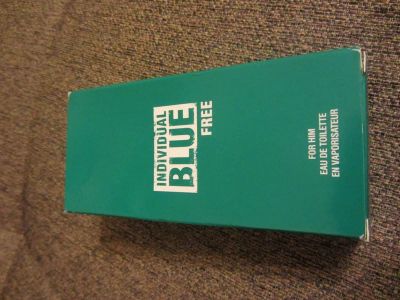 INDIVIDUAL
BLUE
FREE
FOR HIM
EAU DE TOILETTE
EN VAPORISATEUR